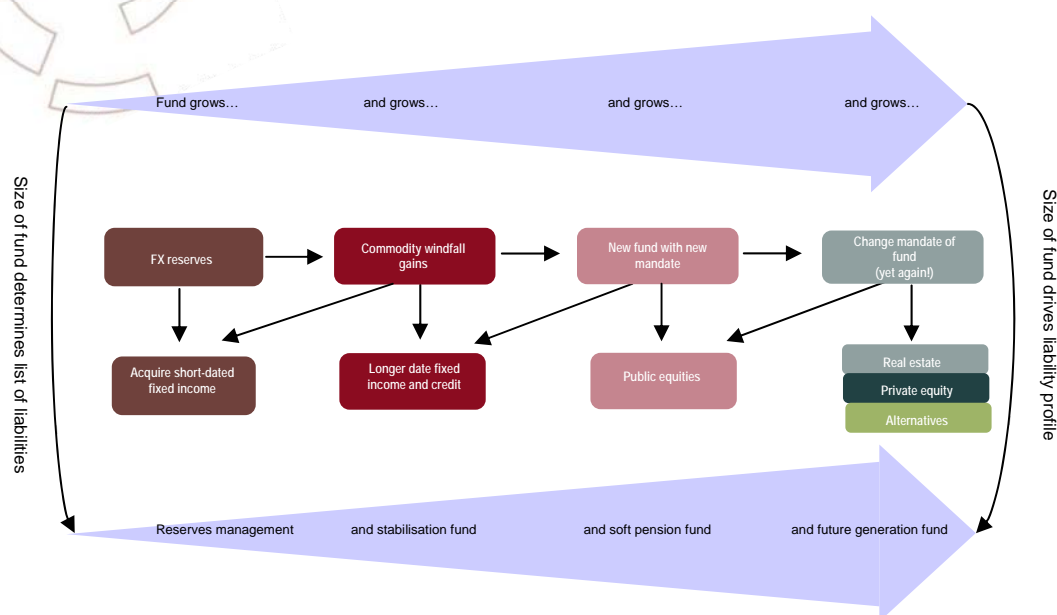 Fund grows…
and grows…
and grows…
and grows…
Size of fund determines list of liabilities
Size of fund drives liability profile
FX reserves
Commodity windfall
gains
New fund with new
mandate
Change mandate of
fund
(yet again!)
Acquire short-dated
fixed income
Longer date fixed
income and credit
Public equities
Real estate
Private equity
Alternatives
Reserves management
and stabilisation fund
and soft pension fund
and future generation fund